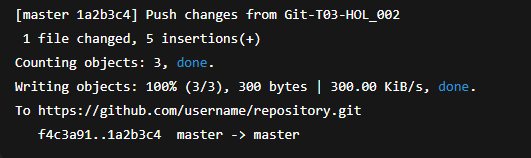 [master 1a2b3c4] Push changes from Git-T03-HOL_002
1 file changed, 5 insertions(+)
Counting objects: 3, done.
Writing objects: 100% (3/3), 300 bytes | 300.00 KiB/s, done.
To https://github.com/username/repository.git
f4c3a91..1a2b3c4 master -> master